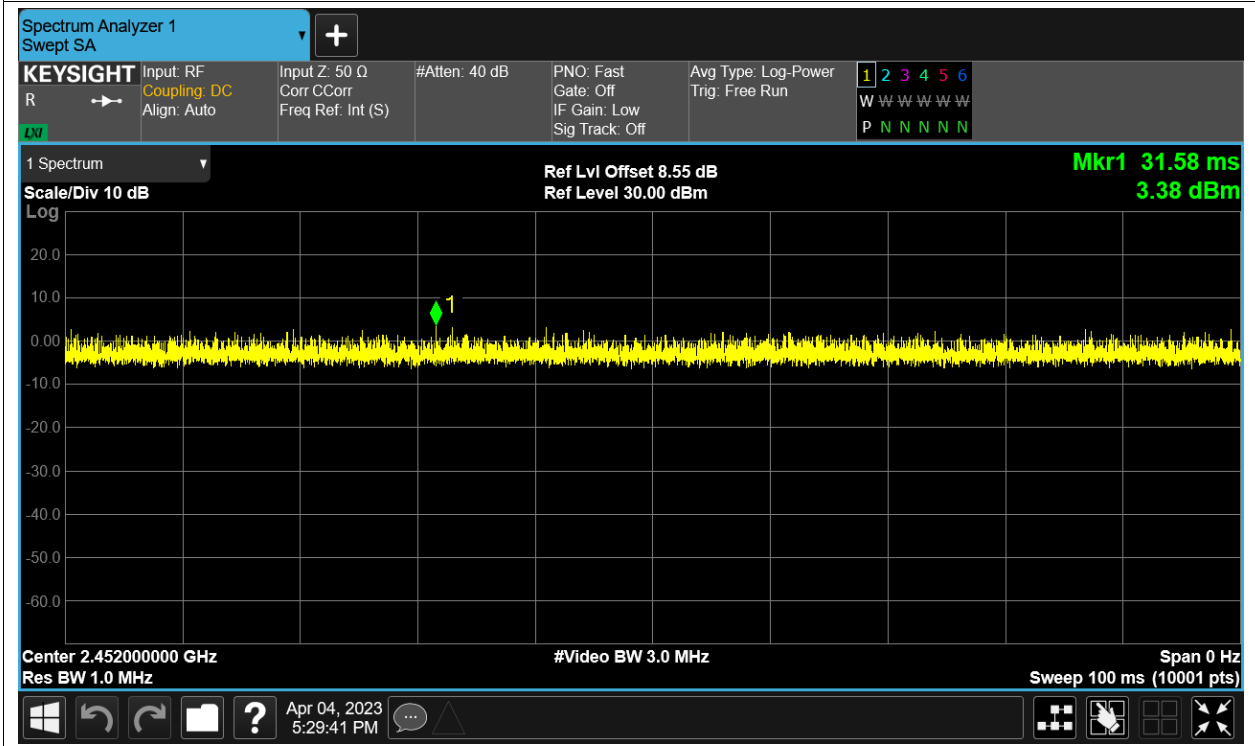 Spectrum Analyzer 1
Swept SA
KEYSIGHT
R
LXI
Input: RF
Coupling: DC
Align: Auto
Input Z: 50 Ω
Corr CCorr
Freq Ref: Int (S)
#Atten: 40 dB
PNO: Fast
Gate: Off
IF Gain: Low
Sig Track: Off
Avg Type: Log-Power
Trig: Free Run
1 2 3 4 5 6
W W W W W W
P N N N N N
1 Spectrum
Scale/Div 10 dB
Ref Lvl Offset 8.55 dB
Ref Level 30.00 dBm
Mkr1 31.58 ms
3.38 dBm
Log
20.0
10.0
0.00
-10.0
-20.0
-30.0
-40.0
-50.0
-60.0
1
Center 2.452000000 GHz
Res BW 1.0 MHz
#Video BW 3.0 MHz
Span 0 Hz
Sweep 100 ms (10001 pts)
?
Apr 04, 2023
5:29:41 PM